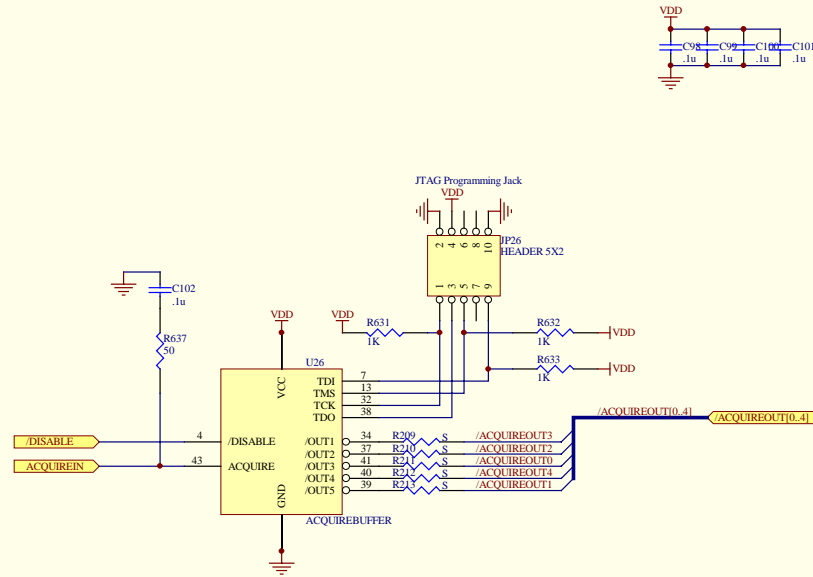 VDD
C98 C99 C100 C101
.1u .1u .1u .1u
JTAG Programming Jack
VDD
2 4 6 8 10
JP26
HEADER 5X2
1 3 5 7 9
C102
.1u
R637
50
VDD
VDD
R631
1K
R632
1K
VDD
R633
1K
VDD
U26
VCC
TDI 7
TMS 13
TCK 32
TDO 38
/DISABLE 4 /DISABLE
ACQUIREIN 43 ACQUIRE
/OUT1 34 R209 S /ACQUIREOUT3
/OUT2 37 R210 S /ACQUIREOUT2
/OUT3 41 R211 S /ACQUIREOUT0
/OUT4 40 R212 S /ACQUIREOUT4
/OUT5 39 R213 S /ACQUIREOUT1
/ACQUIREOUT[0..4] /ACQUIREOUT[0..4]
GND
ACQUIREBUFFER